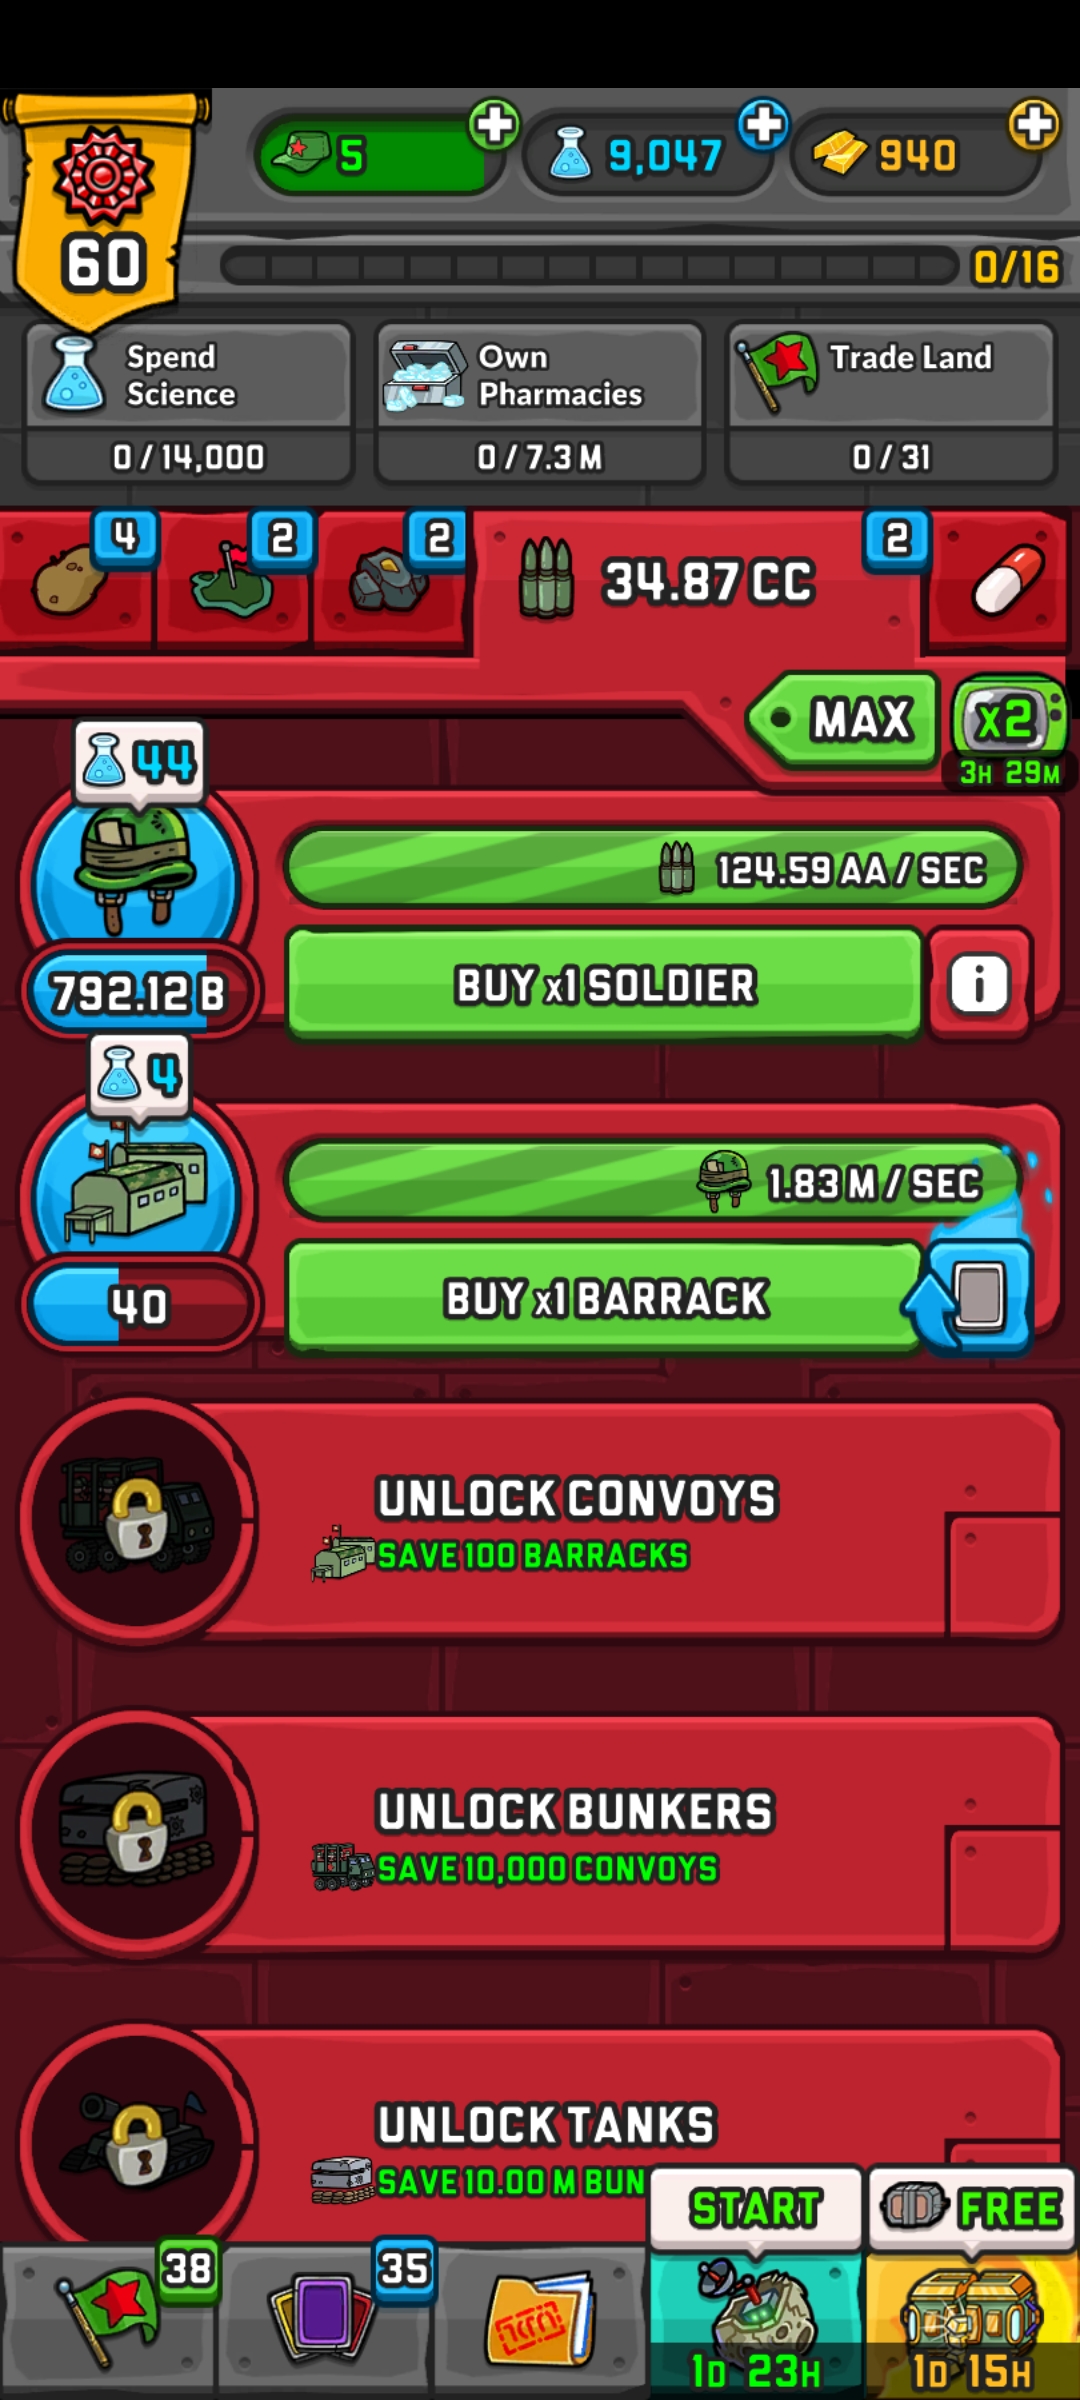 5
9,047
940
60
0/16
Spend
Science
0 / 14,000
Own
Pharmacies
0 / 7.3 M
Trade Land
0 / 31
4
2
2
34.87 CC
2
MAX
x2
3H 29M
44
124.59 AA / SEC
792.12 B
BUY x1 SOLDIER
i
4
1.83 M / SEC
40
BUY x1 BARRACK
UNLOCK CONVOYS
SAVE 100 BARRACKS
UNLOCK BUNKERS
SAVE 10,000 CONVOYS
UNLOCK TANKS
SAVE 10.00 M BUN
START
FREE
38
35
1D 23H
1D 15H